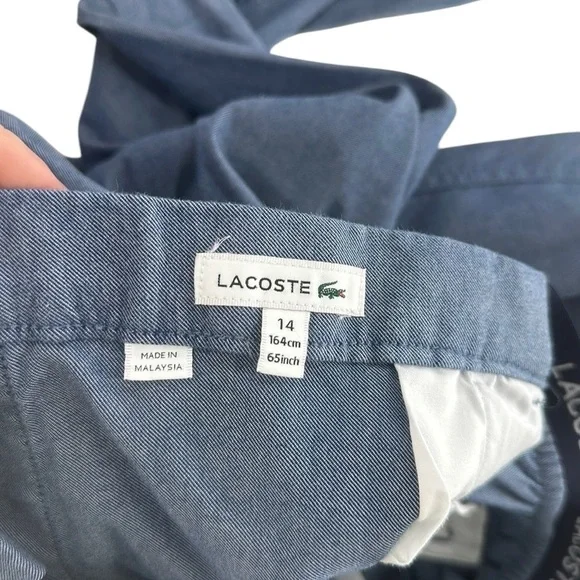 LACOSTE
14
164cm
65inch
MADE IN
MALAYSIA